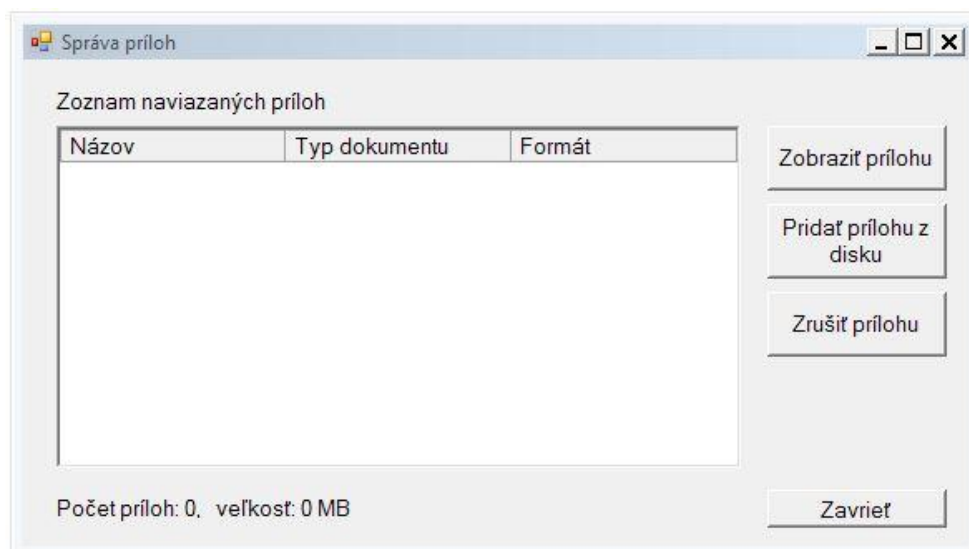 Správa príloh
Zoznam naviazaných príloh
Názov Typ dokumentu Formát
Zobraziť prílohu
Pridať prílohu z
disku
Zrušiť prílohu
Počet príloh: 0, veľkosť: 0 MB
Zavrieť